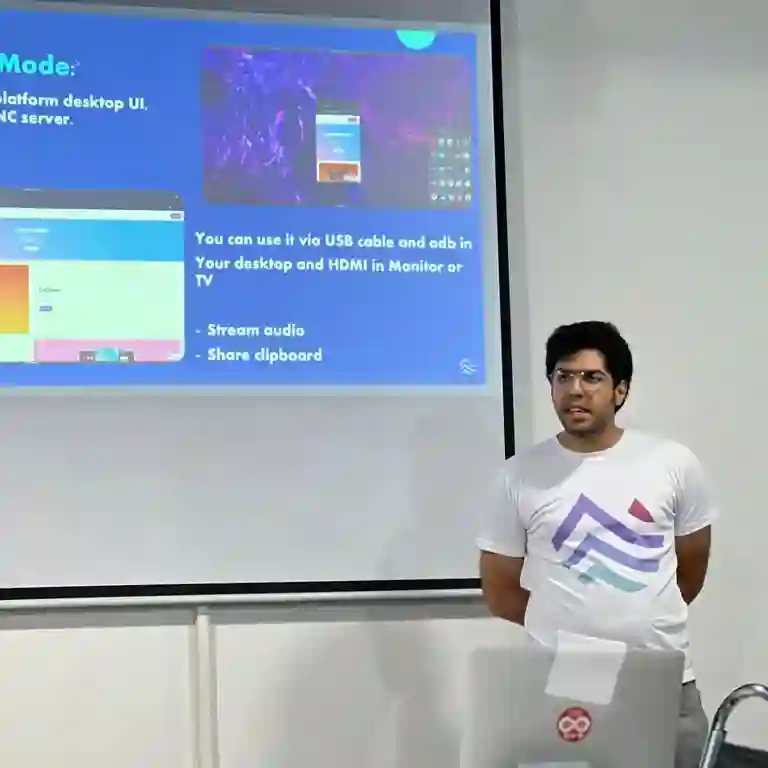 Mode:
platform desktop UI,
NC server.
You can use it via USB cable and adb in
Your desktop and HDMI in Monitor or
TV
- Stream audio
- Share clipboard